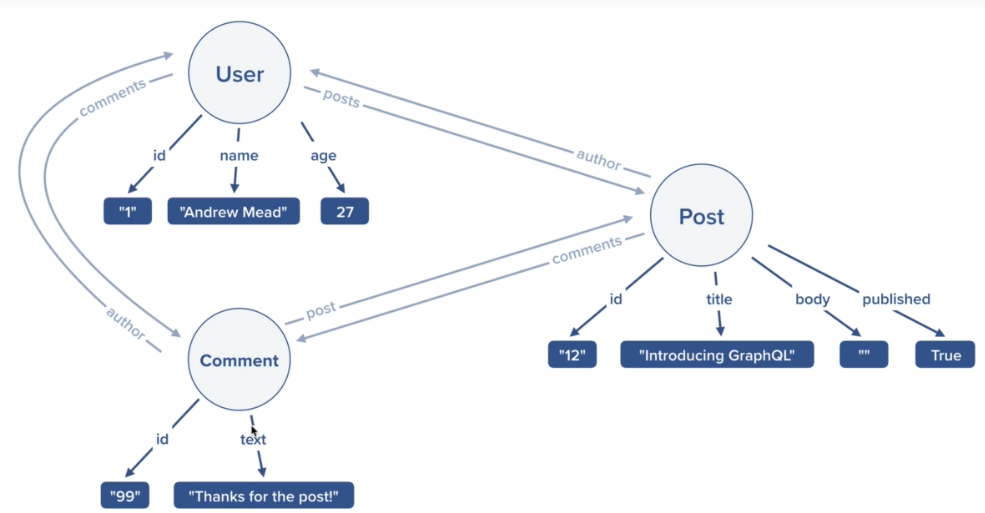 User
comments
posts
id
name
age
author
"1"
"Andrew Mead"
27
Post
comments
post
id
title
body
published
author
Comment
"12"
"Introducing GraphQL"
""
True
id
text
"99"
"Thanks for the post!"